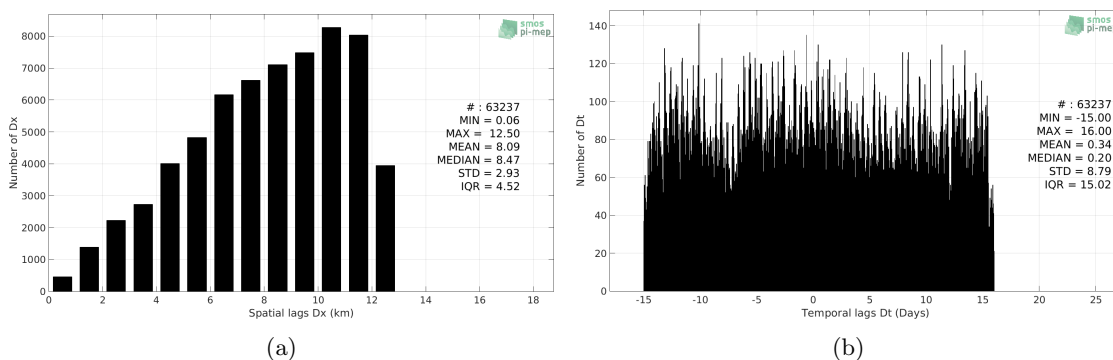 smos
pi-mep
8000
7000
6000
5000
4000
3000
2000
1000
0
Number of Dx
# : 63237
MIN = 0.06
MAX = 12.50
MEAN = 8.09
MEDIAN = 8.47
STD = 2.93
IQR = 4.52
0 2 4 6 8 10 12 14 16 18
Spatial lags Dx (km)
(a)
smos
pi-mep
140
120
100
80
60
40
20
0
Number of Dt
# : 63237
MIN = -15.00
MAX = 16.00
MEAN = 0.34
MEDIAN = 0.20
STD = 8.79
IQR = 15.02
-15 -10 -5 0 5 10 15 20 25
Temporal lags Dt (Days)
(b)